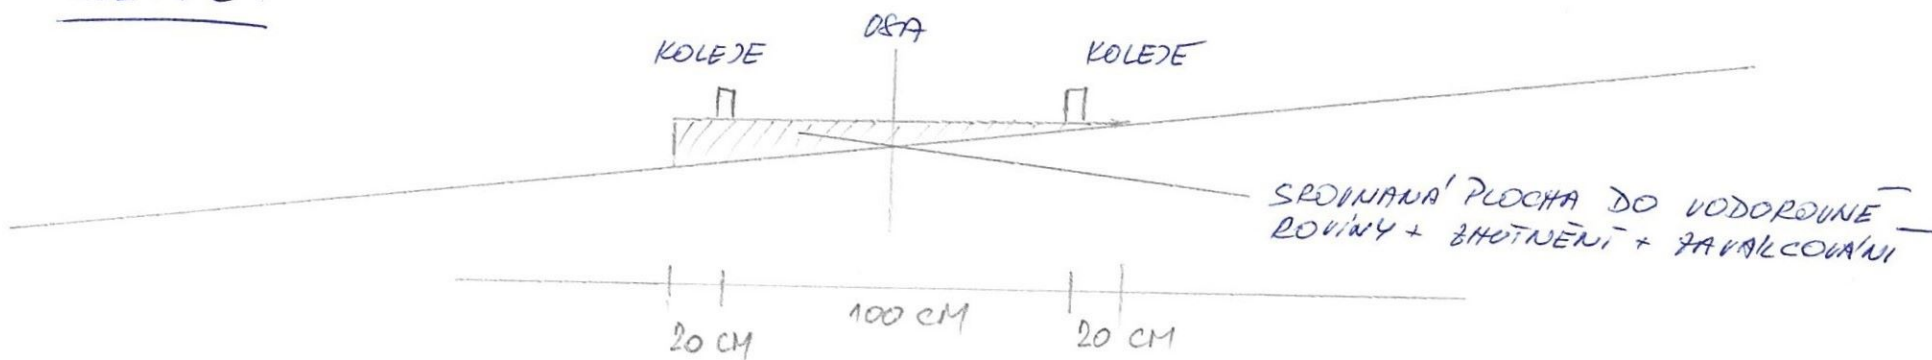 OSA
KOLEJE
KOLEJE
SROVNANÁ PLOCHA DO VODOROVNÉ
ROVINY + ZHUTNĚNÍ + ZAVÁLCOVÁNÍ
100 CM
20 CM
20 CM